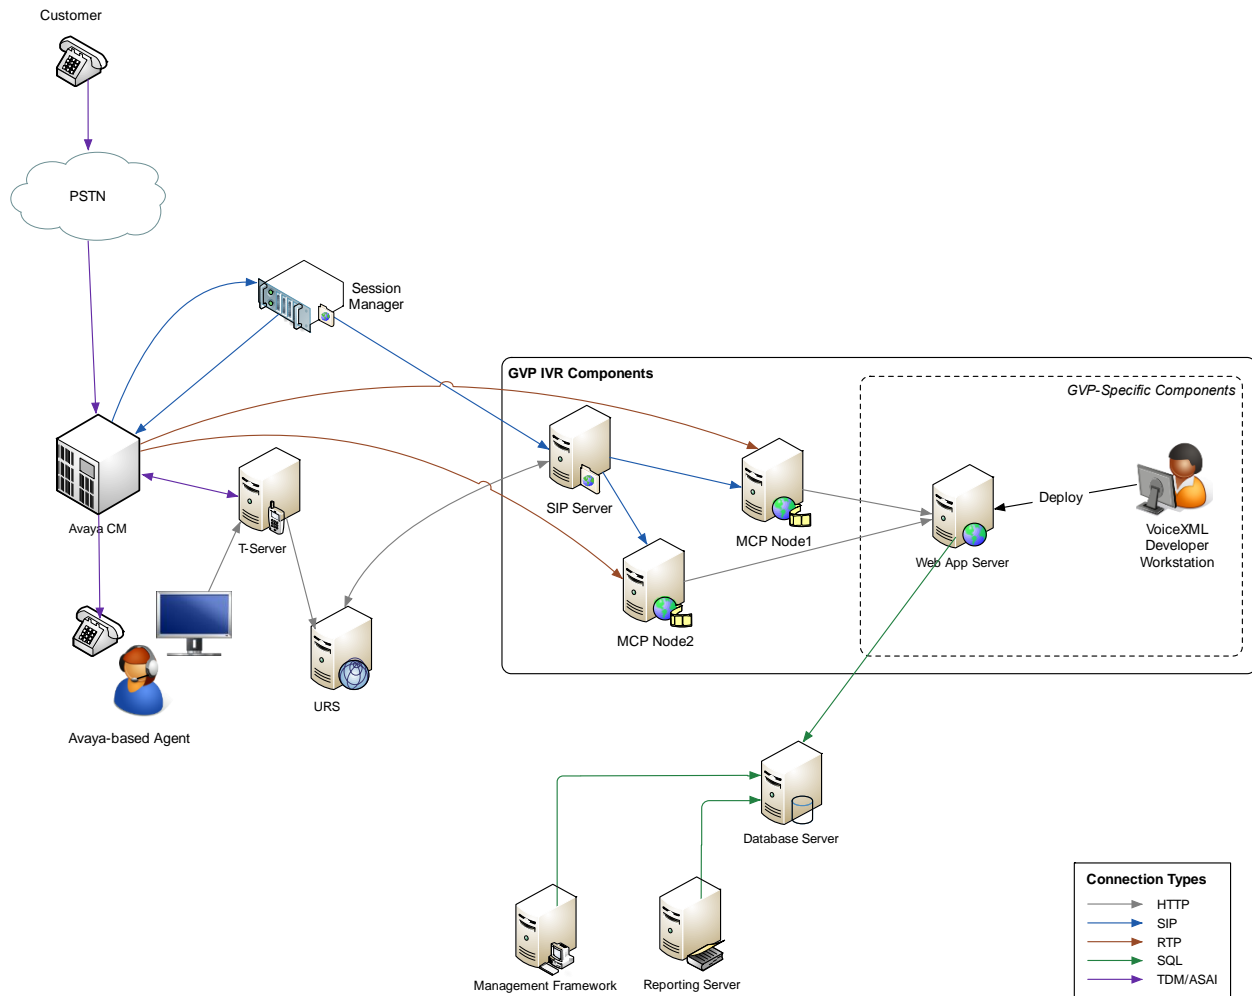 Customer
PSTN
Session
Manager
GVP IVR Components
GVP-Specific Components
SIP Server
MCP Node1
Deploy
Web App Server
VoiceXML
Developer
Workstation
Avaya CM
T-Server
MCP Node2
URS
Avaya-based Agent
Database Server
Management Framework
Reporting Server
Connection Types
HTTP
SIP
RTP
SQL
TDM/ASAI